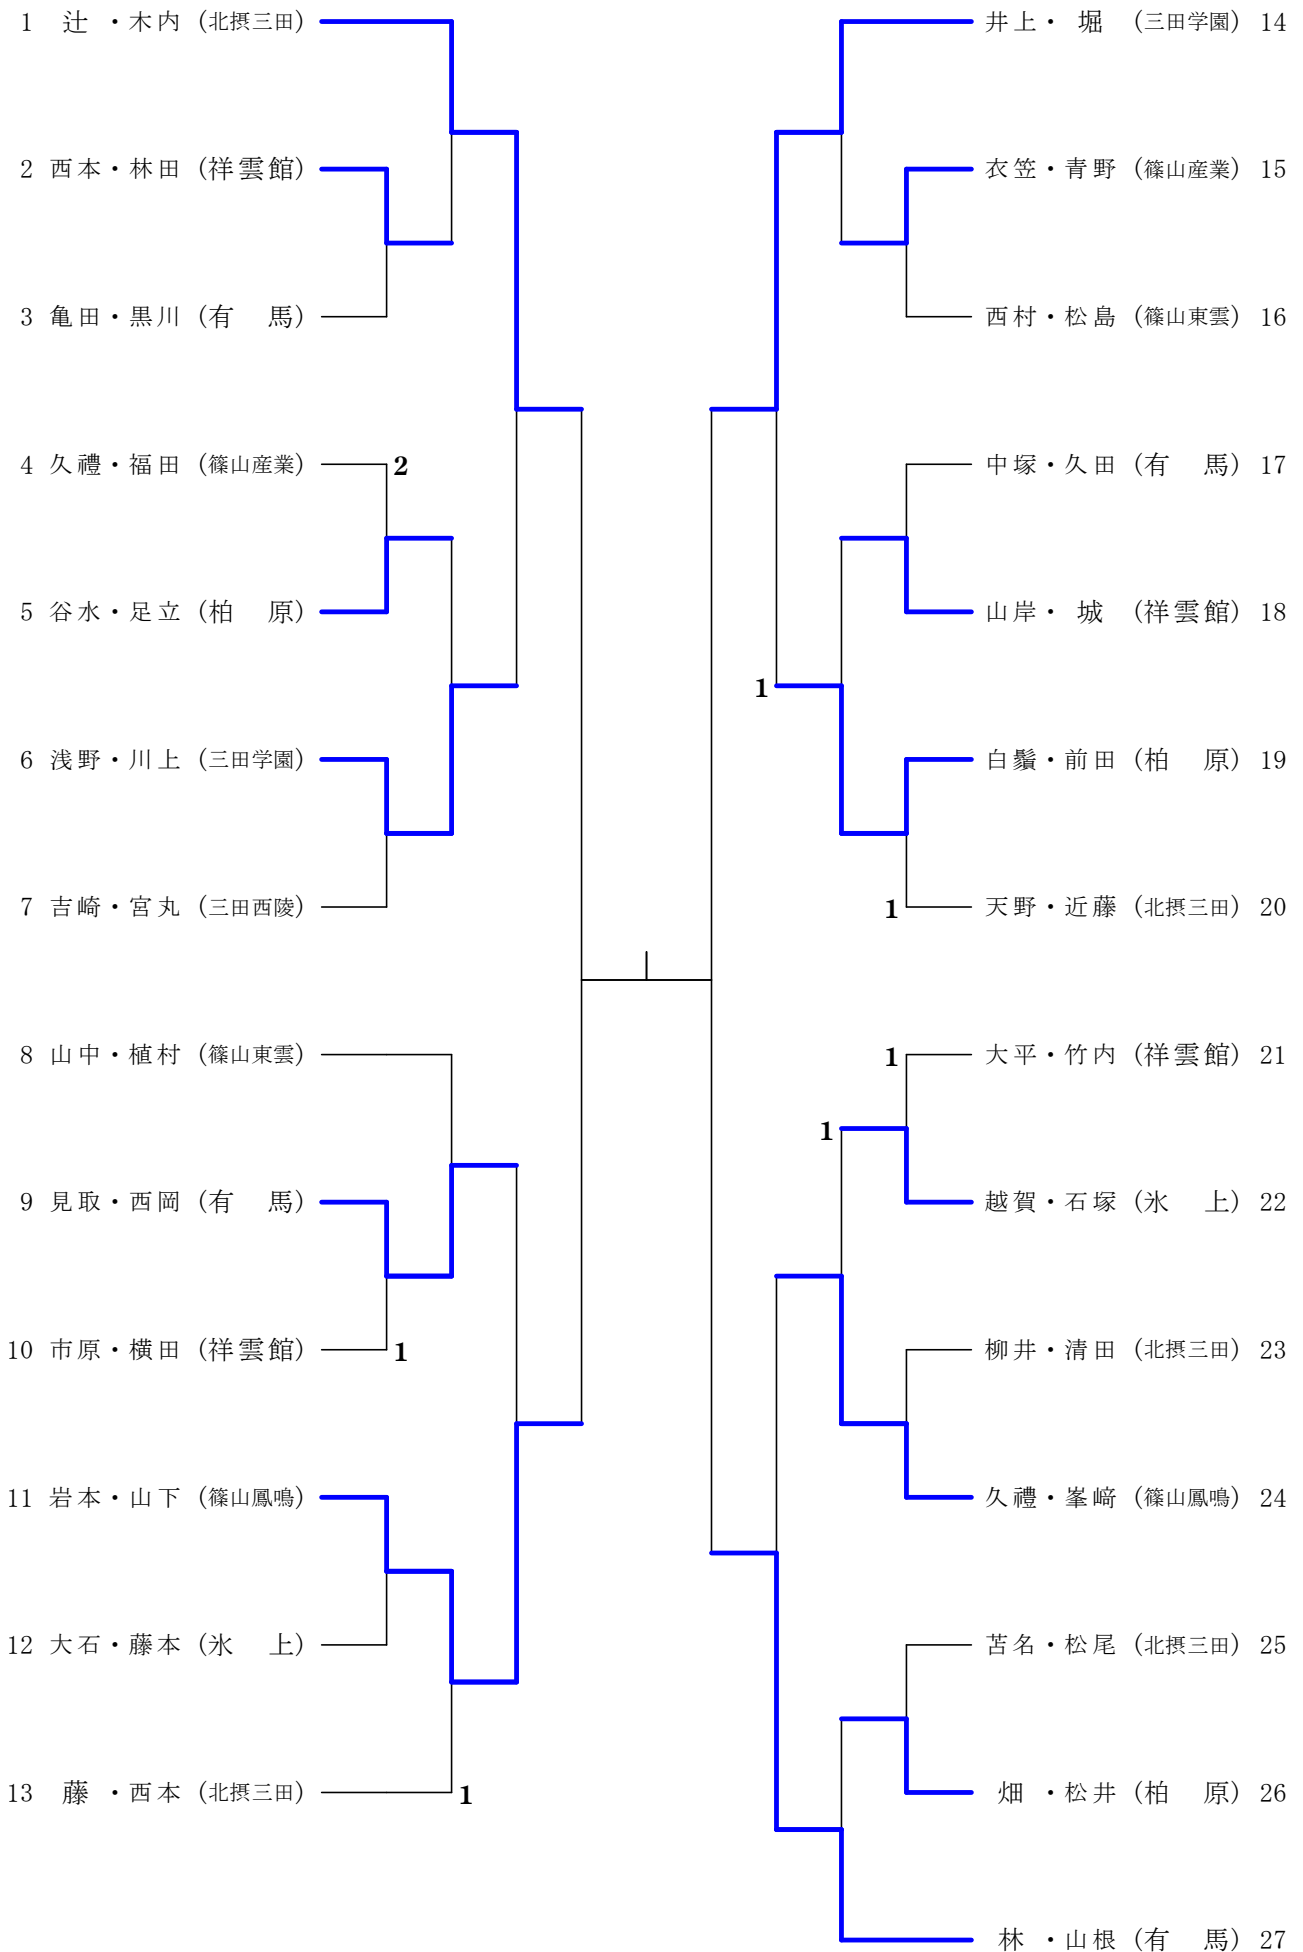 1 辻・木内 (北摂三田)
2 西本・林田 (祥雲館)
3 亀田・黒川 (有　馬)
4 久禮・福田 (篠山産業) 2
5 谷水・足立 (柏　原)
6 浅野・川上 (三田学園)
7 吉崎・宮丸 (三田西陵)
8 山中・植村 (篠山東雲)
9 見取・西岡 (有　馬)
10 市原・横田 (祥雲館) 1
11 岩本・山下 (篠山鳳鳴)
12 大石・藤本 (氷　上)
13 藤・西本 (北摂三田) 1
井上・堀 (三田学園) 14
衣笠・青野 (篠山産業) 15
西村・松島 (篠山東雲) 16
中塚・久田 (有　馬) 17
山岸・城 (祥雲館) 18
1
白鬚・前田 (柏　原) 19
1 天野・近藤 (北摂三田) 20
1 大平・竹内 (祥雲館) 21
1
越賀・石塚 (氷　上) 22
柳井・清田 (北摂三田) 23
久禮・峯﨑 (篠山鳳鳴) 24
苫名・松尾 (北摂三田) 25
畑・松井 (柏　原) 26
林・山根 (有　馬) 27